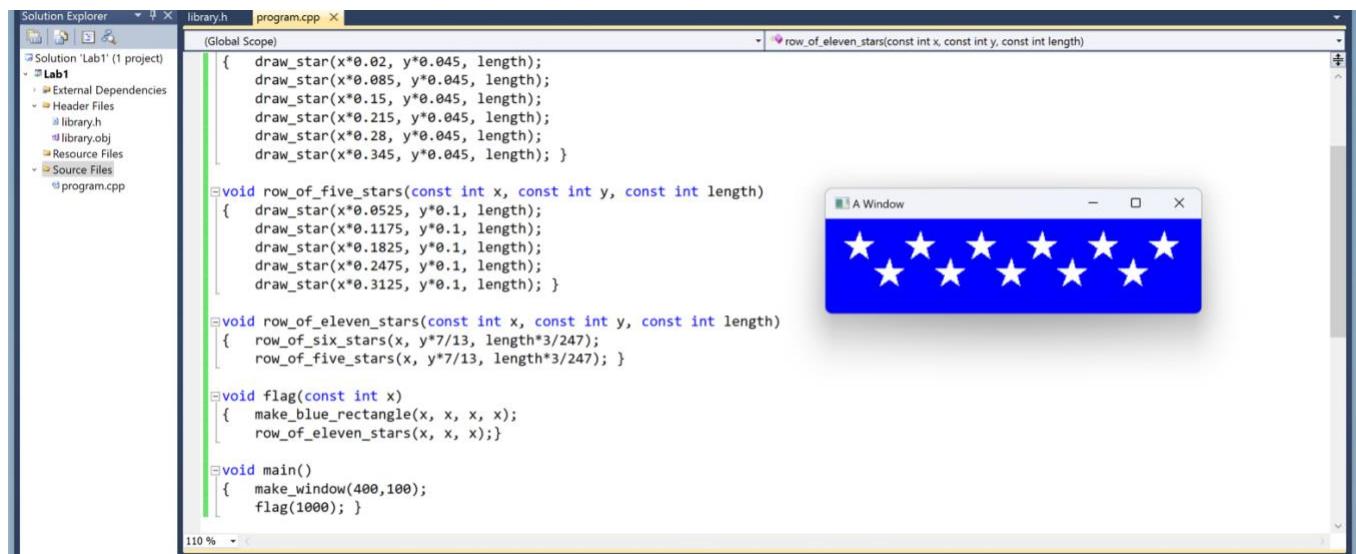 Solution Explorer
library.h program.cpp
(Global Scope) row_of_eleven_stars(const int x, const int y, const int length)
Solution 'Lab1' (1 project)
Lab1
External Dependencies
Header Files
library.h
library.obj
Resource Files
Source Files
program.cpp
{ draw_star(x*0.02, y*0.045, length);
draw_star(x*0.085, y*0.045, length);
draw_star(x*0.15, y*0.045, length);
draw_star(x*0.215, y*0.045, length);
draw_star(x*0.28, y*0.045, length);
draw_star(x*0.345, y*0.045, length); }
void row_of_five_stars(const int x, const int y, const int length)
{ draw_star(x*0.0525, y*0.1, length);
draw_star(x*0.1175, y*0.1, length);
draw_star(x*0.1825, y*0.1, length);
draw_star(x*0.2475, y*0.1, length);
draw_star(x*0.3125, y*0.1, length); }
void row_of_eleven_stars(const int x, const int y, const int length)
{ row_of_six_stars(x, y*7/13, length*3/247);
row_of_five_stars(x, y*7/13, length*3/247); }
void flag(const int x)
{ make_blue_rectangle(x, x, x, x);
row_of_eleven_stars(x, x, x);}
void main()
{ make_window(400,100);
flag(1000); }
110 %
A Window